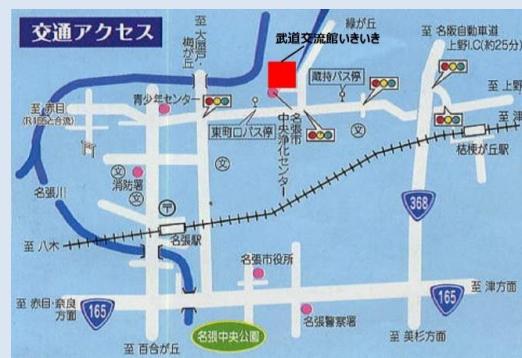 交通アクセス
武道交流館いきいき
緑が丘
至 名阪自動車道
上野I.C(約25分)
至 大屋戸・
梅が丘
蔵持バス停
至 上野
青少年センター
至 赤目
(R165と合流)
東町口バス停
名張市
中央浄化センター
至 津
桔梗が丘駅
文
文
文
文
消防署
名張川
368
〒
名張駅
至 八木
名張市役所
至 赤目・奈良
方面
165
至 津方面
165
名張中央公園
名張警察署
至 百合が丘
至 美杉方面